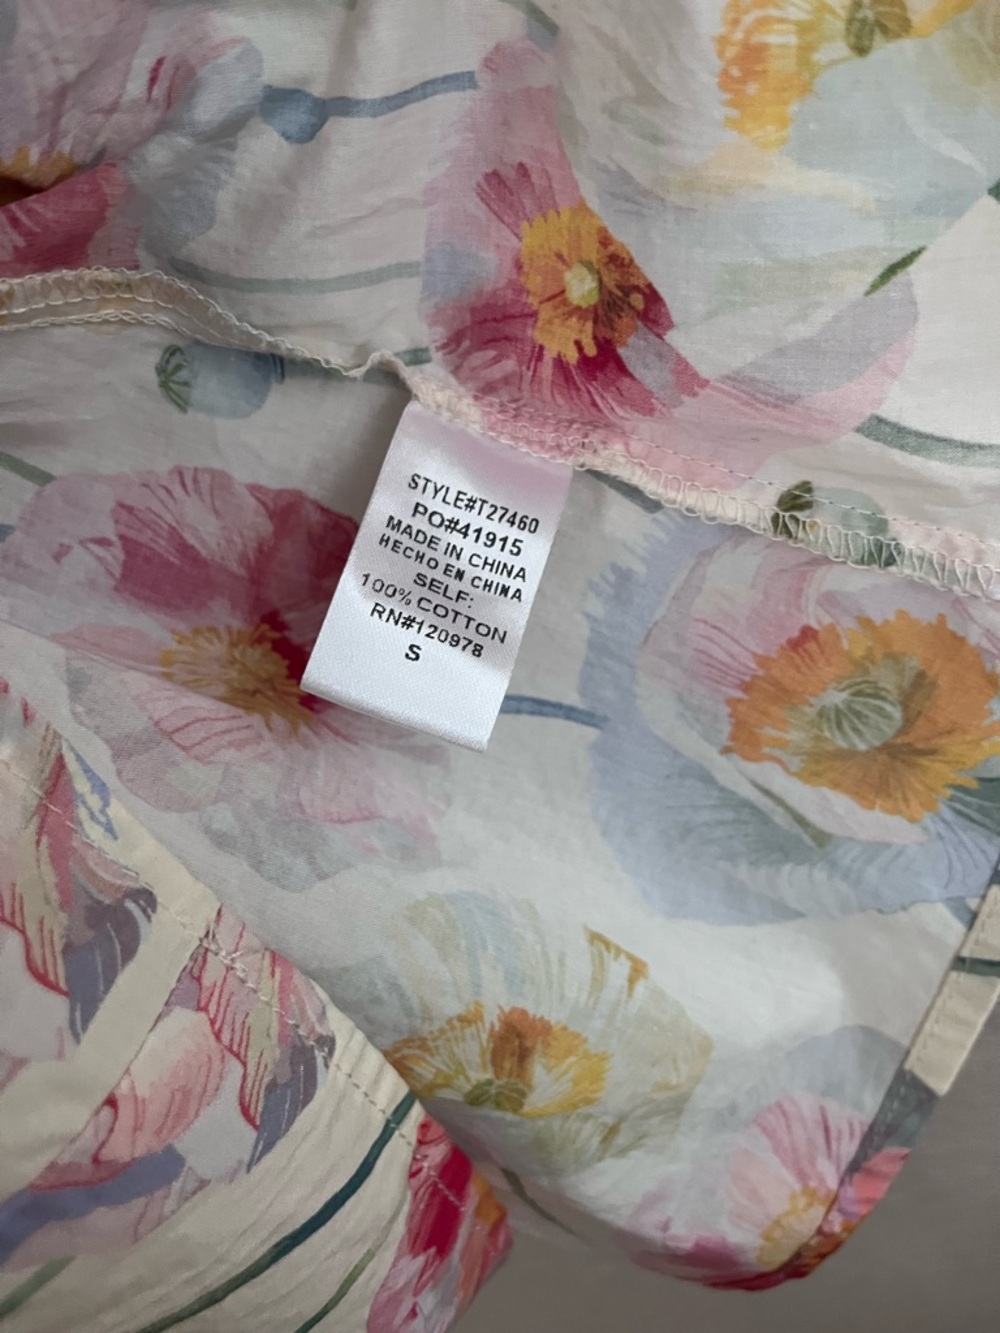 STYLE#T27460
PO#41915
MADE IN CHINA
HECHO EN CHINA
SELF:
100% COTTON
RN#120978
S